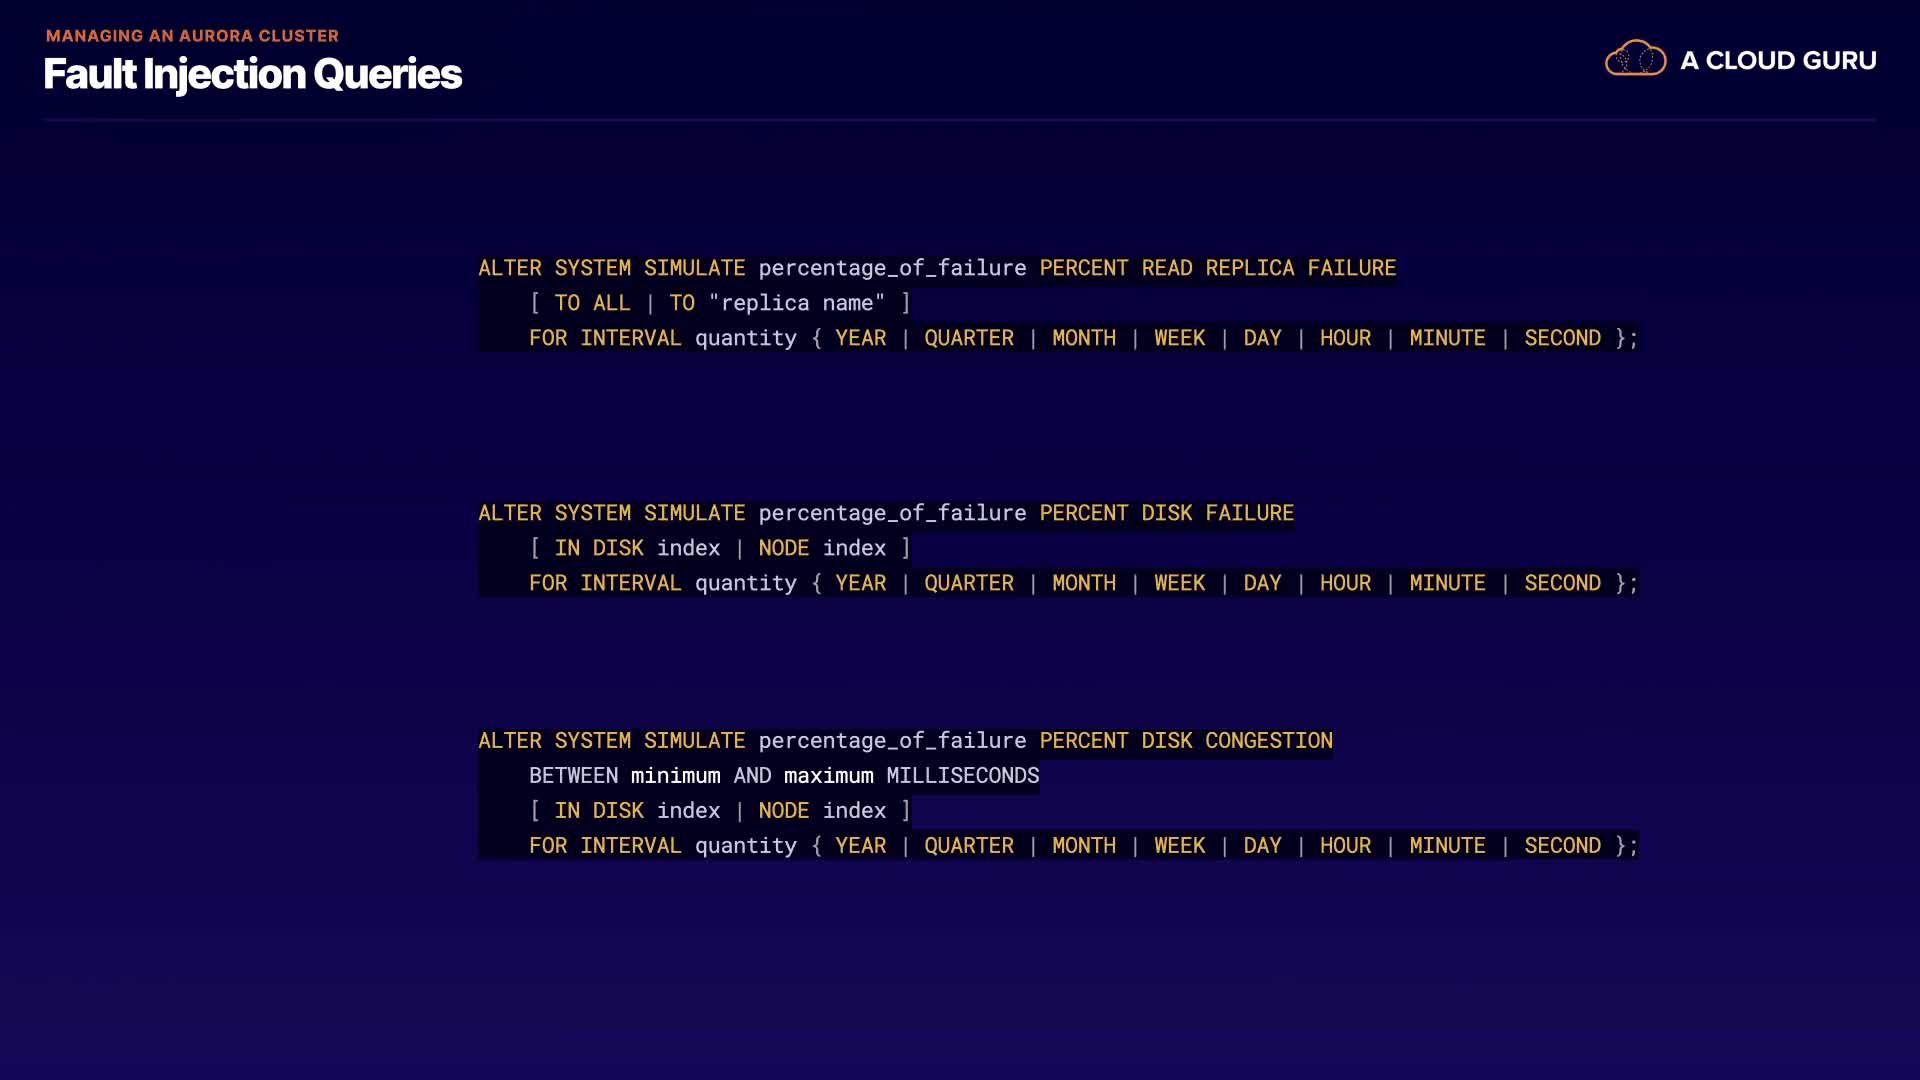 MANAGING AN AURORA CLUSTER
Fault Injection Queries
A CLOUD GURU
ALTER SYSTEM SIMULATE percentage_of_failure PERCENT READ REPLICA FAILURE
[ TO ALL | TO "replica name" ]
FOR INTERVAL quantity { YEAR | QUARTER | MONTH | WEEK | DAY | HOUR | MINUTE | SECOND };
ALTER SYSTEM SIMULATE percentage_of_failure PERCENT DISK FAILURE
[ IN DISK index | NODE index ]
FOR INTERVAL quantity { YEAR | QUARTER | MONTH | WEEK | DAY | HOUR | MINUTE | SECOND };
ALTER SYSTEM SIMULATE percentage_of_failure PERCENT DISK CONGESTION
BETWEEN minimum AND maximum MILLISECONDS
[ IN DISK index | NODE index ]
FOR INTERVAL quantity { YEAR | QUARTER | MONTH | WEEK | DAY | HOUR | MINUTE | SECOND };